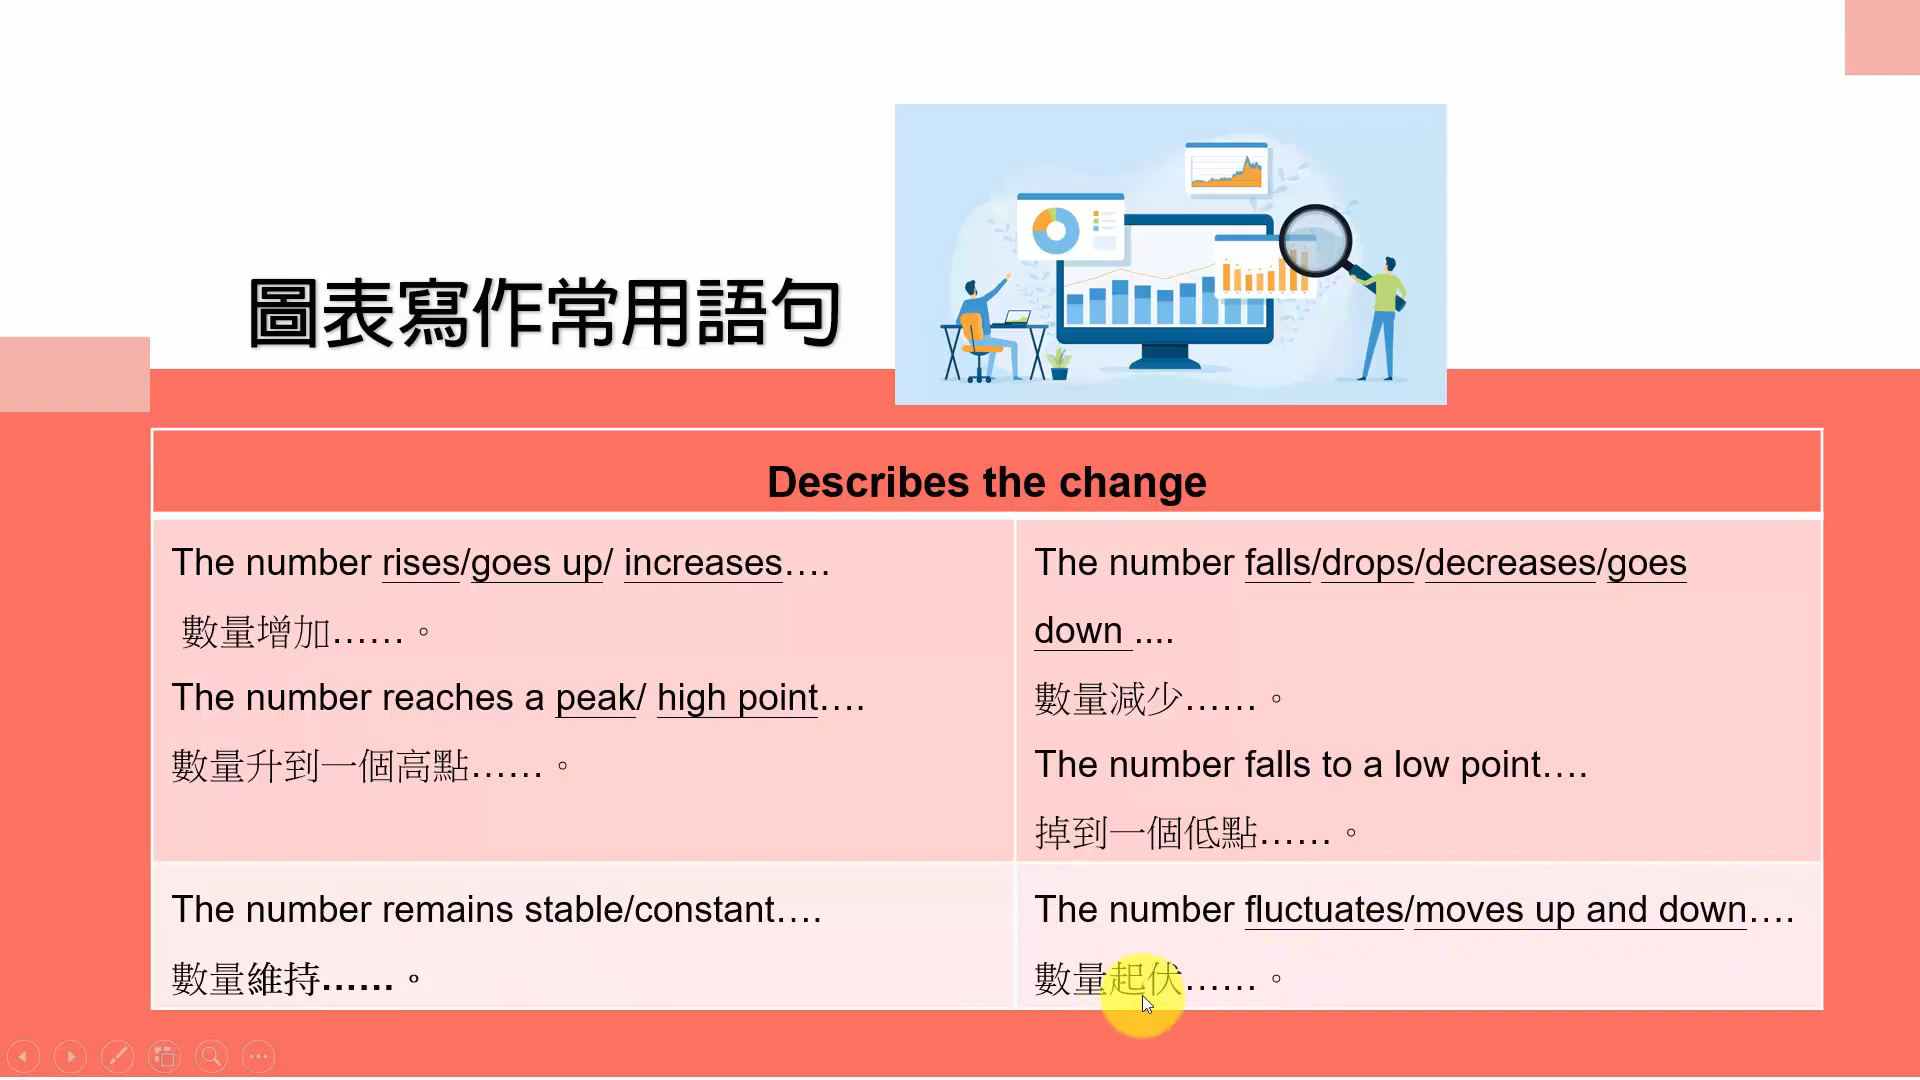 圖表寫作常用語句
Describes the change
The number rises/goes up/ increases….
數量增加……。
The number reaches a peak/ high point….
數量升到一個高點……。
The number falls/drops/decreases/goes
down ....
數量減少……。
The number falls to a low point….
掉到一個低點……。
The number remains stable/constant….
數量維持……。
The number fluctuates/moves up and down….
數量起伏……。